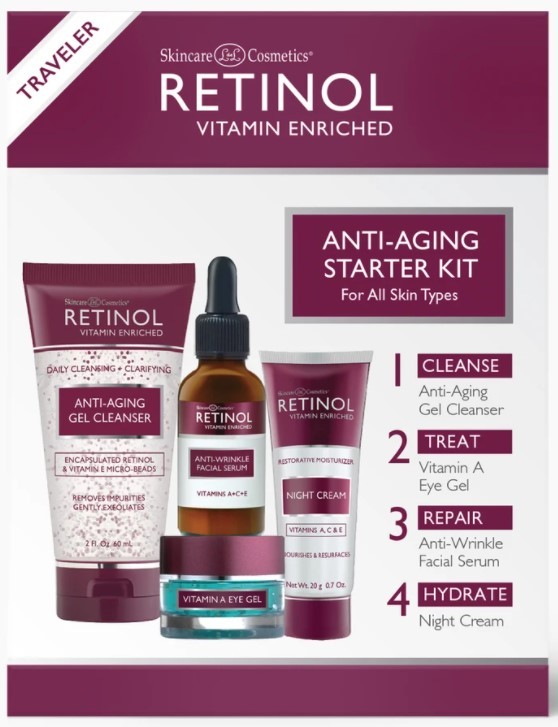 TRAVELER
Skincare L&L Cosmetics®
RETINOL
VITAMIN ENRICHED
ANTI-AGING
STARTER KIT
For All Skin Types
1 CLEANSE
Anti-Aging
Gel Cleanser
2 TREAT
Vitamin A
Eye Gel
3 REPAIR
Anti-Wrinkle
Facial Serum
4 HYDRATE
Night Cream
Skincare L&L Cosmetics®
RETINOL
VITAMIN ENRICHED
DAILY CLEANSING + CLARIFYING
ANTI-AGING
GEL CLEANSER
ENCAPSULATED RETINOL
& VITAMIN E MICRO-BEADS
REMOVES IMPURITIES
GENTLY EXFOLIATES
2 Fl. Oz. 60 mL
Skincare Cosmetics
RETINOL
VITAMIN ENRICHED
ANTI-WRINKLE
FACIAL SERUM
VITAMINS A+C+E
VITAMIN A EYE GEL
Skincare Cosmetics
RETINOL
VITAMIN ENRICHED
RESTORATIVE MOISTURIZER
NIGHT CREAM
VITAMINS A, C & E
NOURISHES & RESURFACES
Net Wt. 20 g 0.7 Oz.